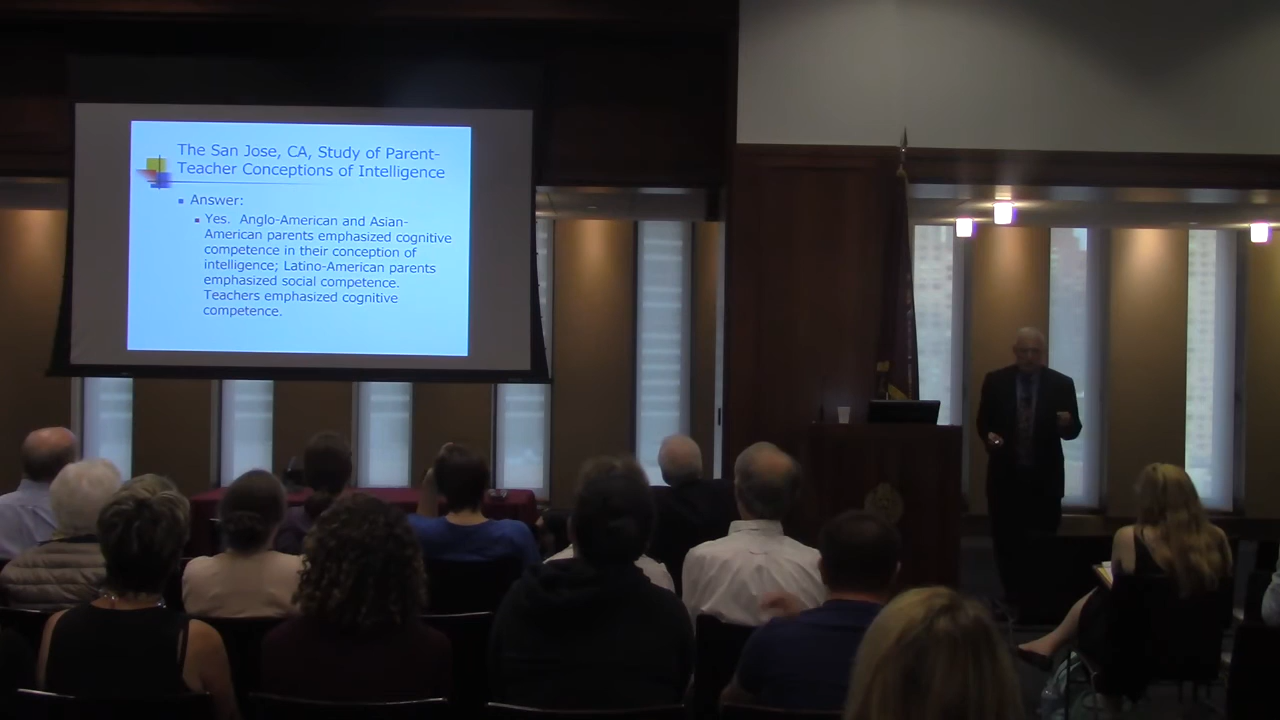 The San Jose, CA, Study of Parent-
Teacher Conceptions of Intelligence
Answer:
Yes. Anglo-American and Asian-
American parents emphasized cognitive
competence in their conception of
intelligence; Latino-American parents
emphasized social competence.
Teachers emphasized cognitive
competence.